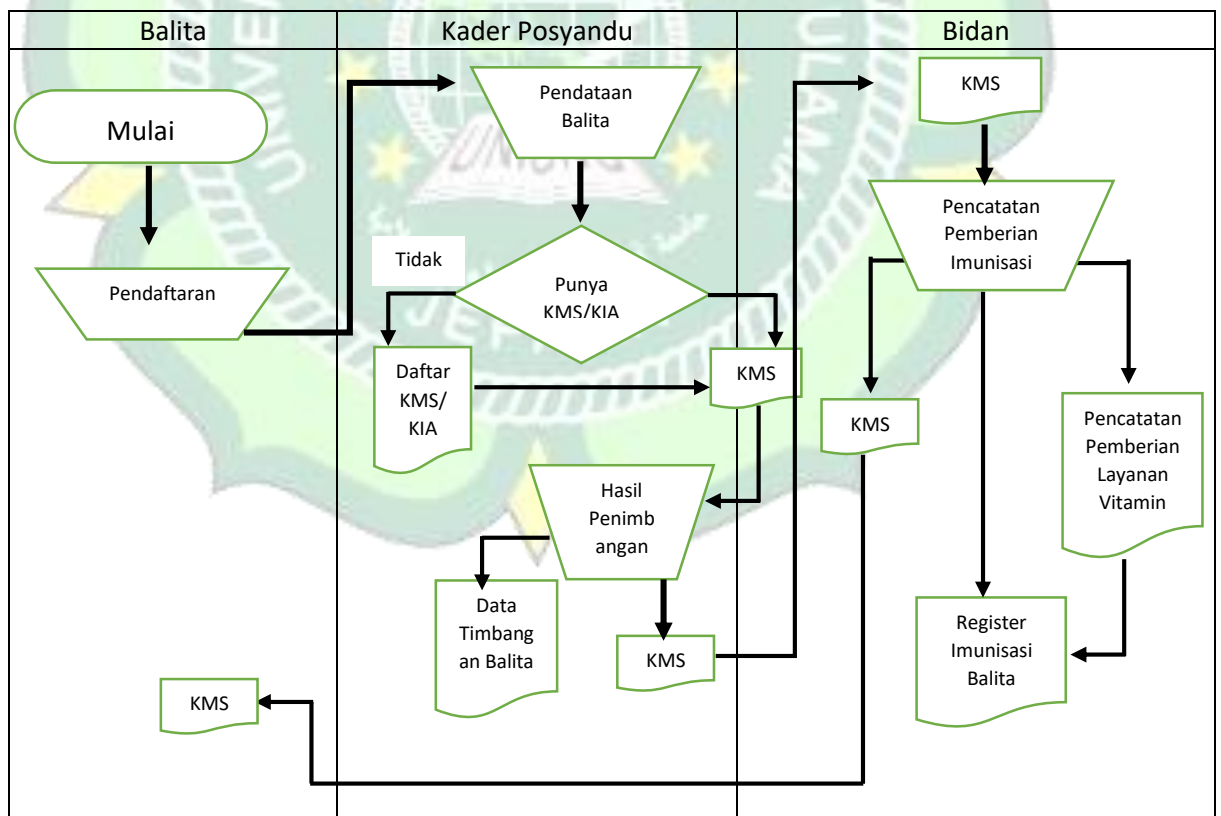 Balita
Kader Posyandu
Bidan
Mulai
Pendaftaran
Pendataan
Balita
Tidak
Punya
KMS/KIA
Daftar
KMS/
KIA
KMS
Hasil
Penimb
angan
Data
Timbang
an Balita
KMS
KMS
Pencatatan
Pemberian
Imunisasi
KMS
Pencatatan
Pemberian
Layanan
Vitamin
Register
Imunisasi
Balita
KMS